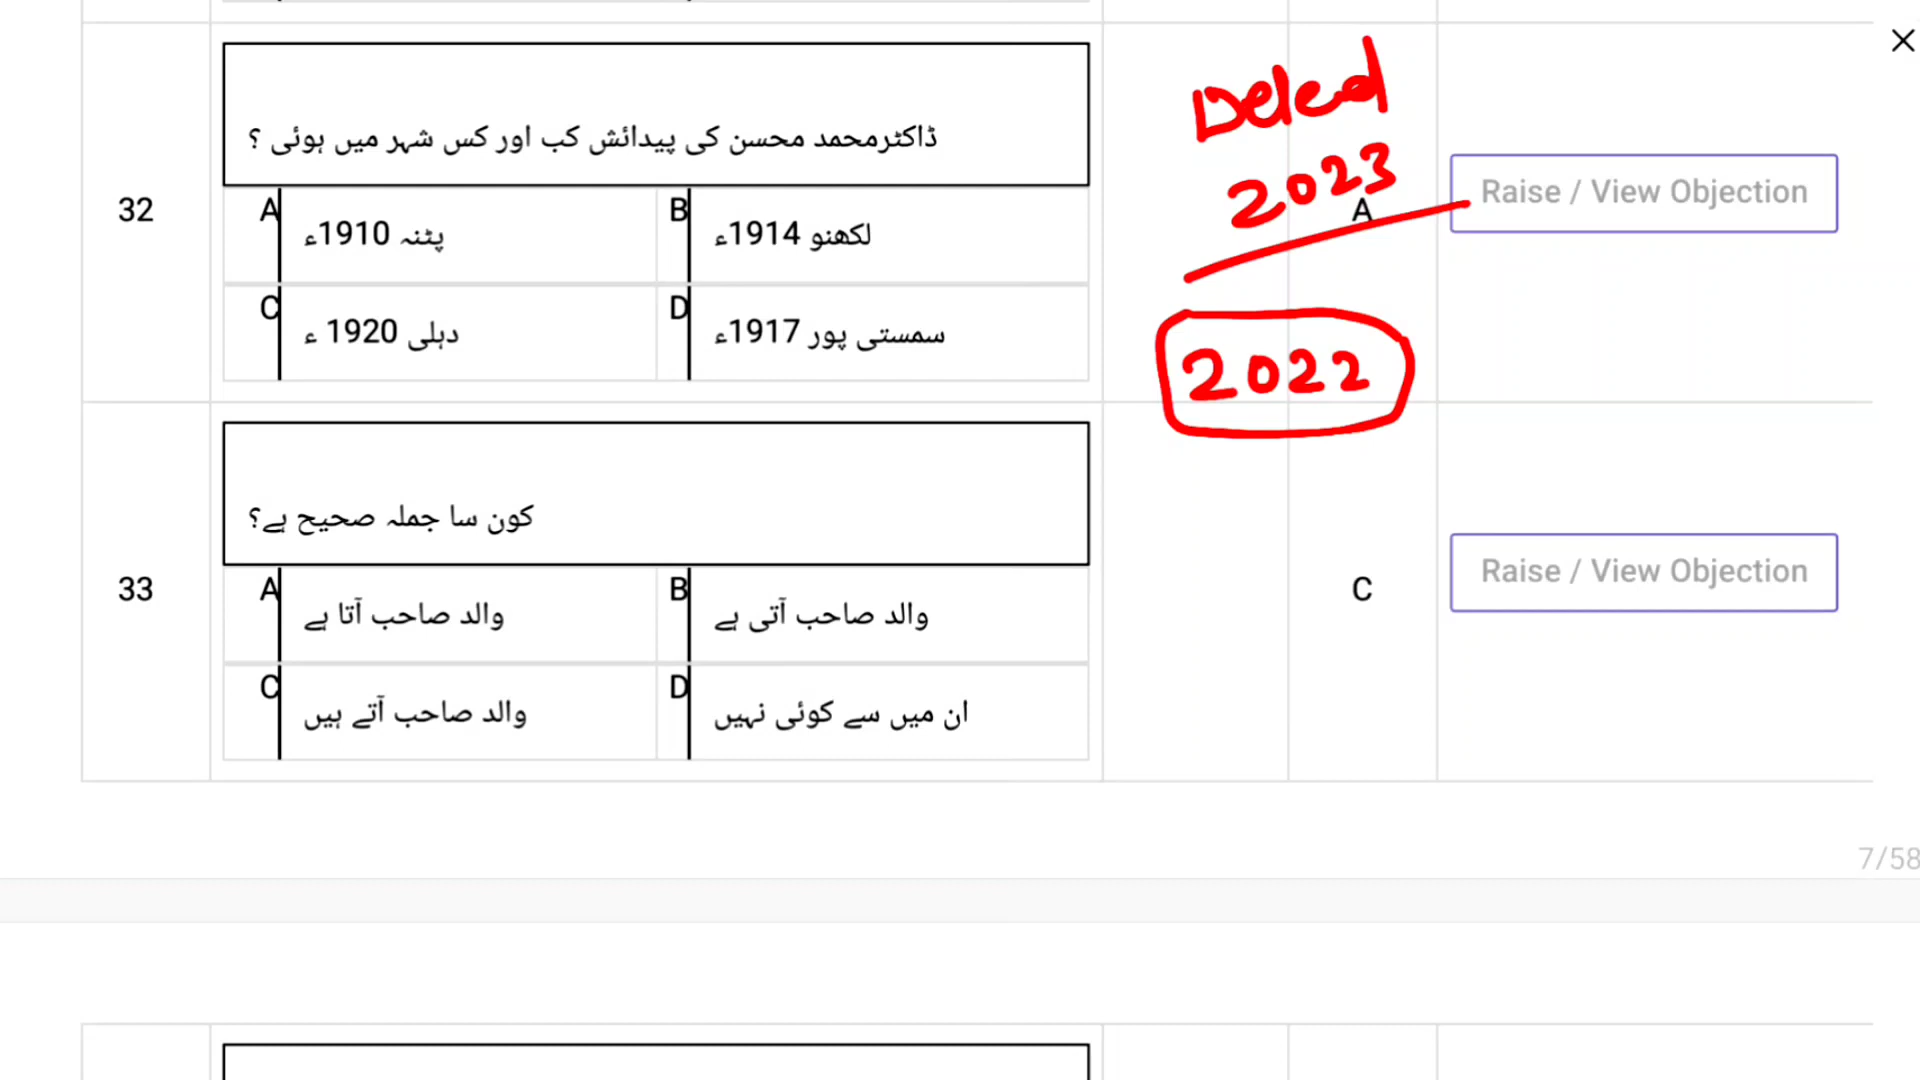 32
ڈاکٹرمحمد محسن کی پیدائش کب اور کس شہر میں ہوئی ؟
A
پٹنہ 1910ء
B
لکھنو 1914ء
C
دہلی 1920 ء
D
سمستی پور 1917ء
Deleted
2023
A
Raise / View Objection
2022
33
کون سا جملہ صحیح ہے؟
A
والد صاحب آتا ہے
B
والد صاحب آتی ہے
C
والد صاحب آتے ہیں
D
ان میں سے کوئی نہیں
C
Raise / View Objection
7/58